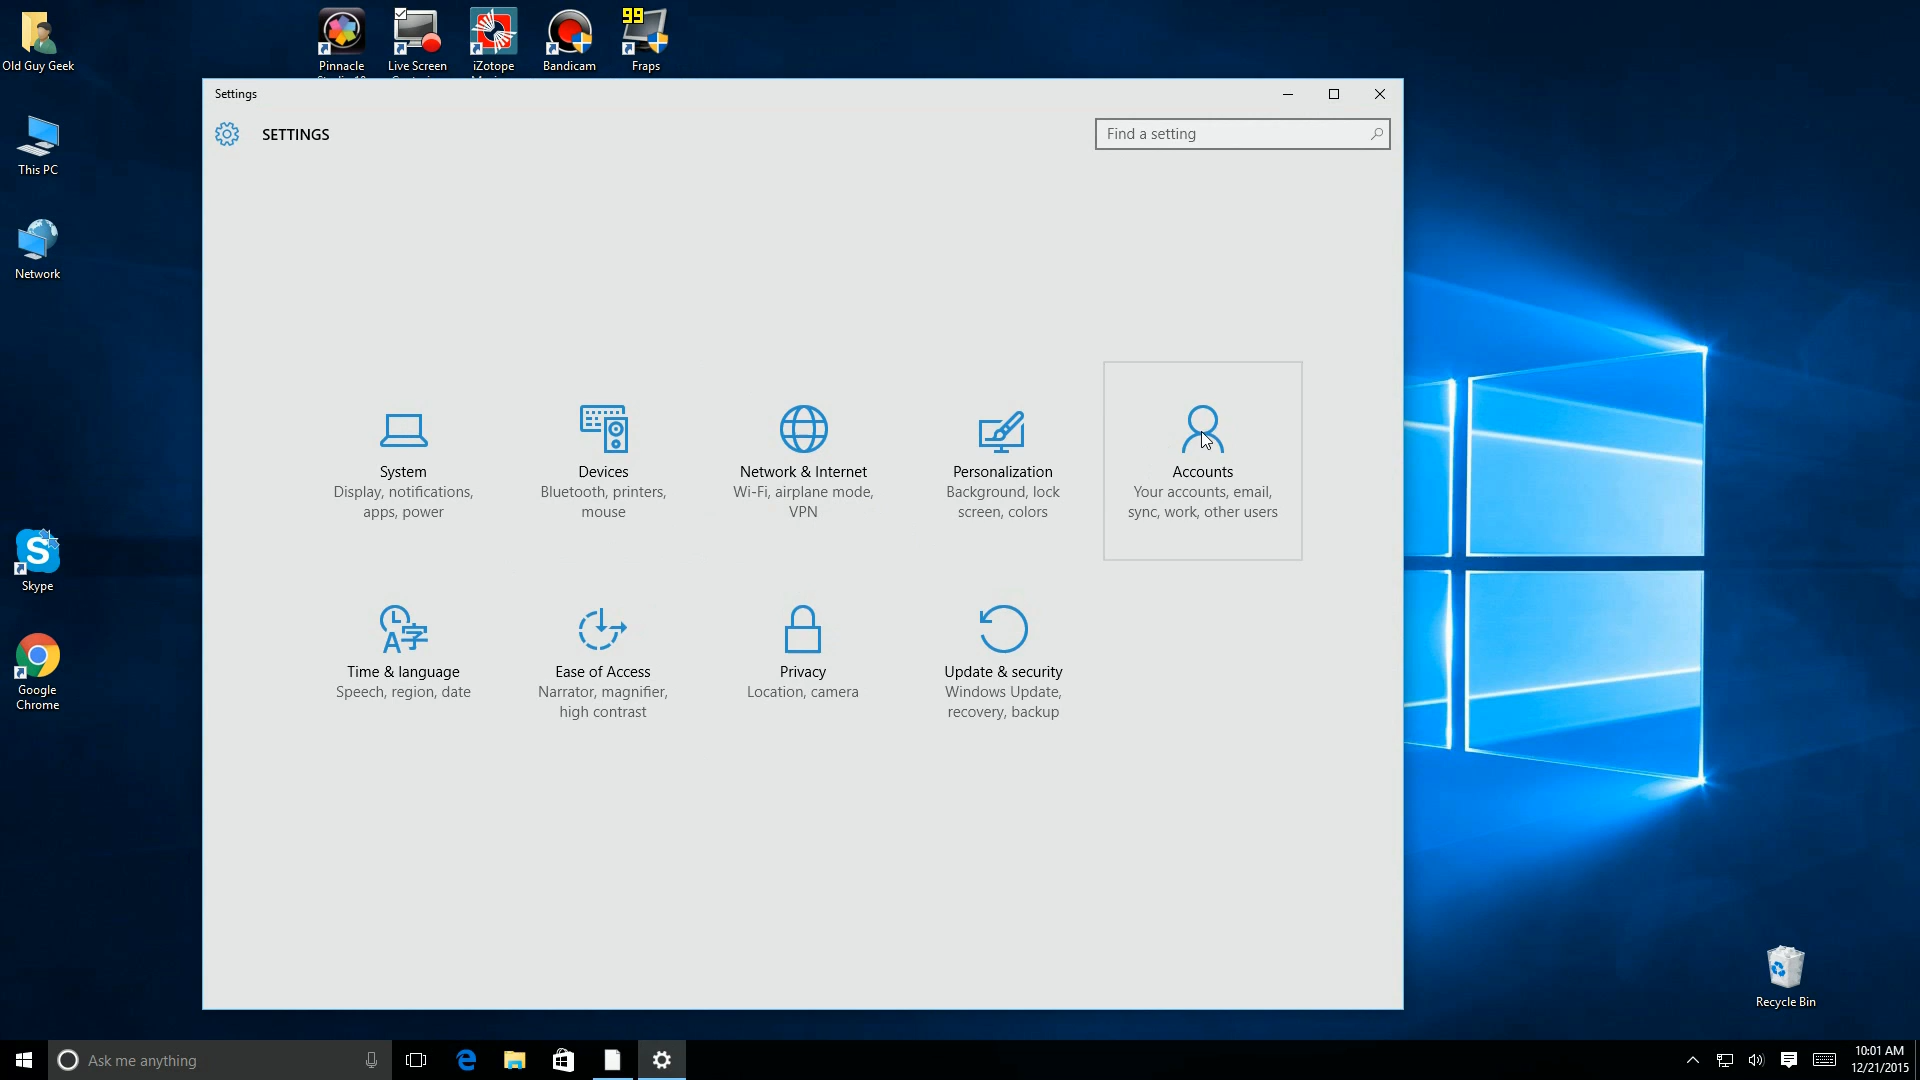 Old Guy Geek
Pinnacle
Live Screen
iZotope
Bandicam
99
Fraps
This PC
Network
Skype
Google
Chrome
Settings
SETTINGS
Find a setting
System
Display, notifications,
apps, power
Devices
Bluetooth, printers,
mouse
Network & Internet
Wi-Fi, airplane mode,
VPN
Personalization
Background, lock
screen, colors
Accounts
Your accounts, email,
sync, work, other users
Time & language
Speech, region, date
Ease of Access
Narrator, magnifier,
high contrast
Privacy
Location, camera
Update & security
Windows Update,
recovery, backup
Recycle Bin
Ask me anything
10:01 AM
12/21/2015